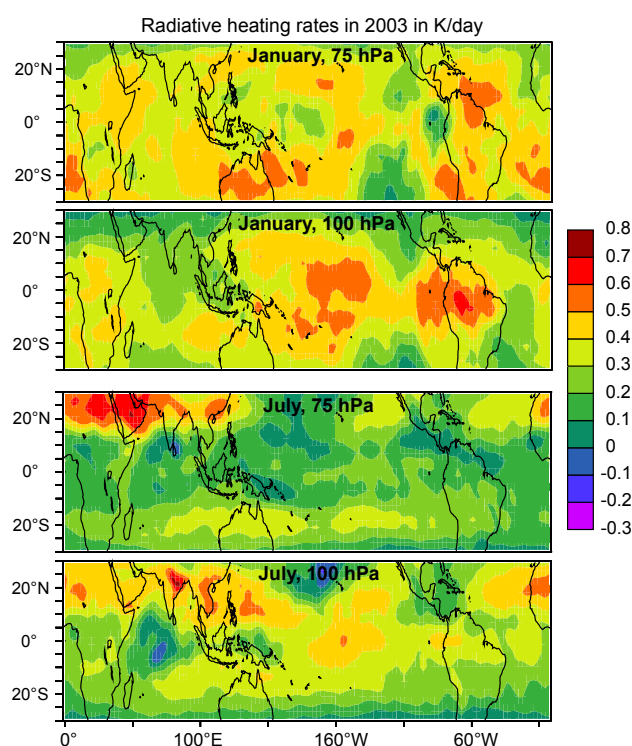 Radiative heating rates in 2003 in K/day
January, 75 hPa
20°N
0°
20°S
January, 100 hPa
20°N
0°
20°S
July, 75 hPa
20°N
0°
20°S
July, 100 hPa
20°N
0°
20°S
0° 100°E 160°W 60°W
0.8
0.7
0.6
0.5
0.4
0.3
0.2
0.1
0
-0.1
-0.2
-0.3